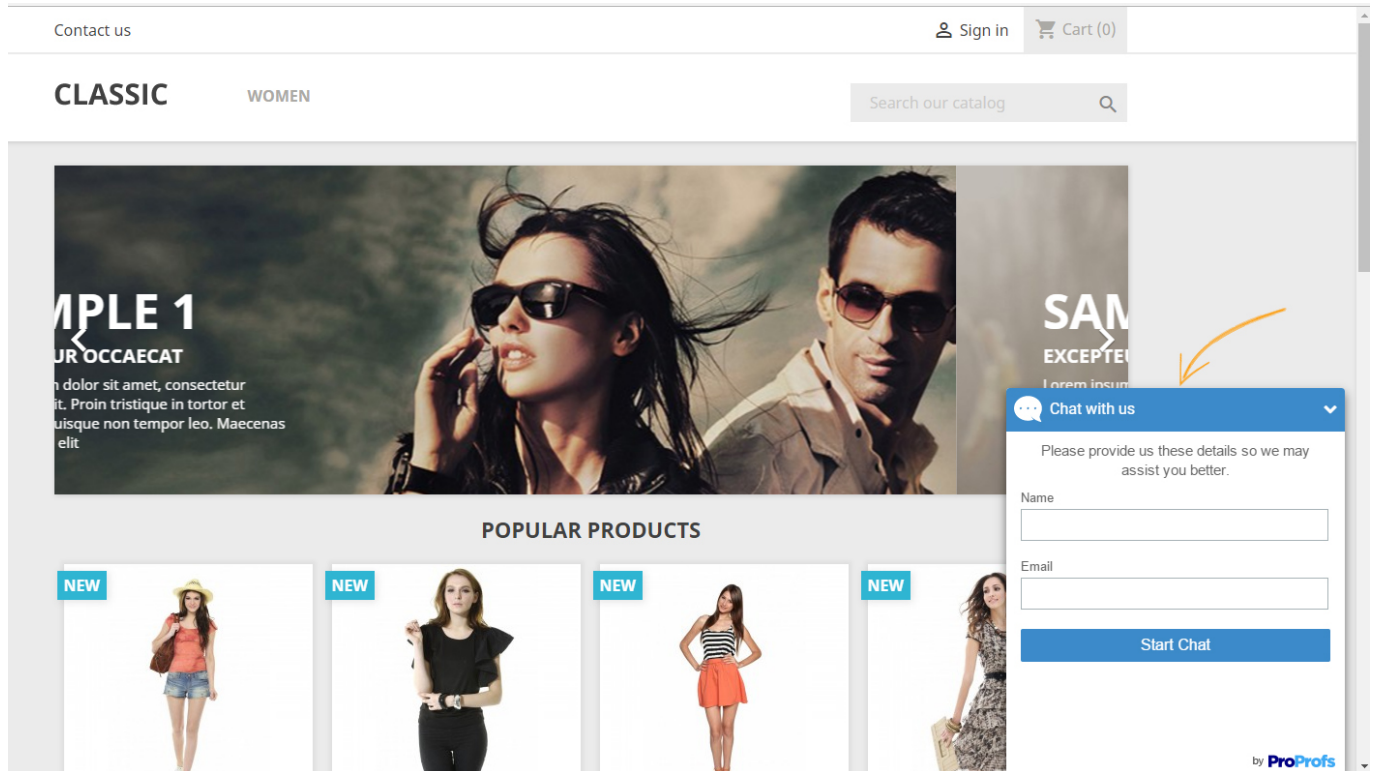 Contact us
Sign in
Cart (0)
CLASSIC
WOMEN
Search our catalog
MPLE 1
UR OCCAECAT
dolor sit amet, consectetur
it. Proin tristique in tortor et
uisque non tempor leo. Maecenas
elit
SAM
EXCEPTEU
Lorem ipsum
Chat with us
Please provide us these details so we may
assist you better.
Name
Email
Start Chat
by ProProfs
POPULAR PRODUCTS
NEW
NEW
NEW
NEW